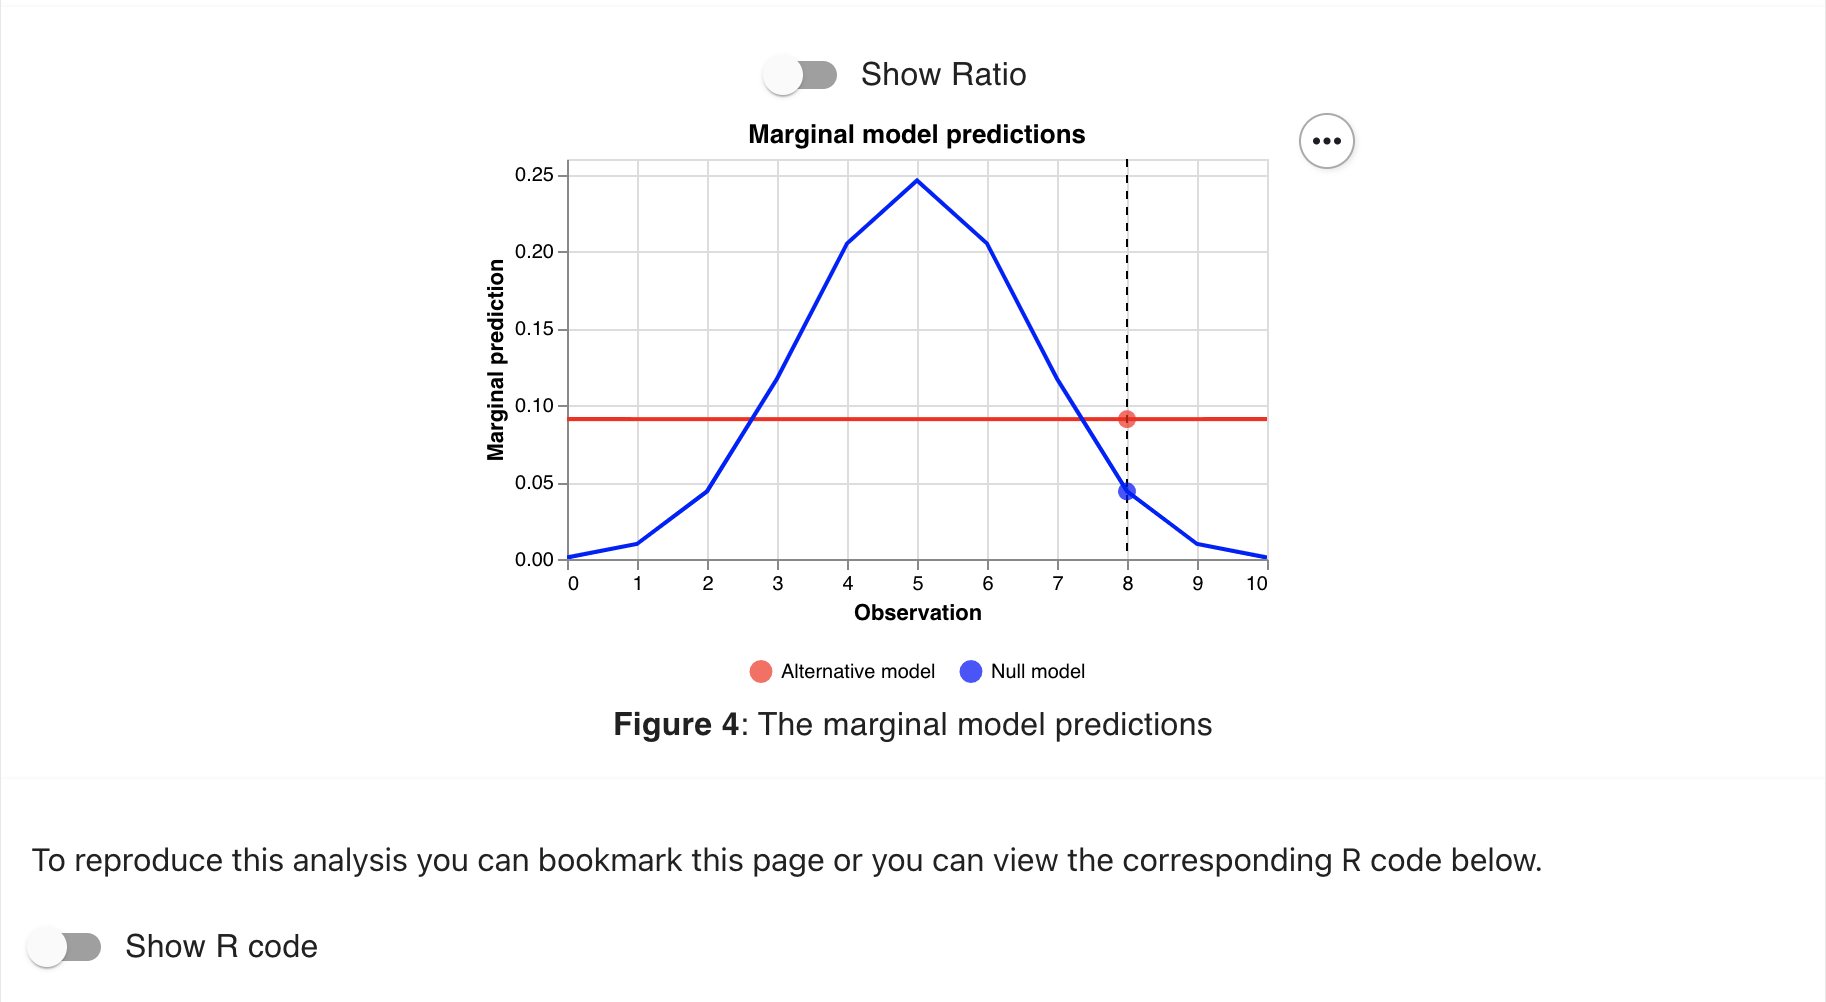 Show Ratio
Marginal model predictions
Marginal prediction
0.25
0.20
0.15
0.10
0.05
0.00
0 1 2 3 4 5 6 7 8 9 10
Observation
Alternative model Null model
Figure 4: The marginal model predictions
To reproduce this analysis you can bookmark this page or you can view the corresponding R code below.
Show R code